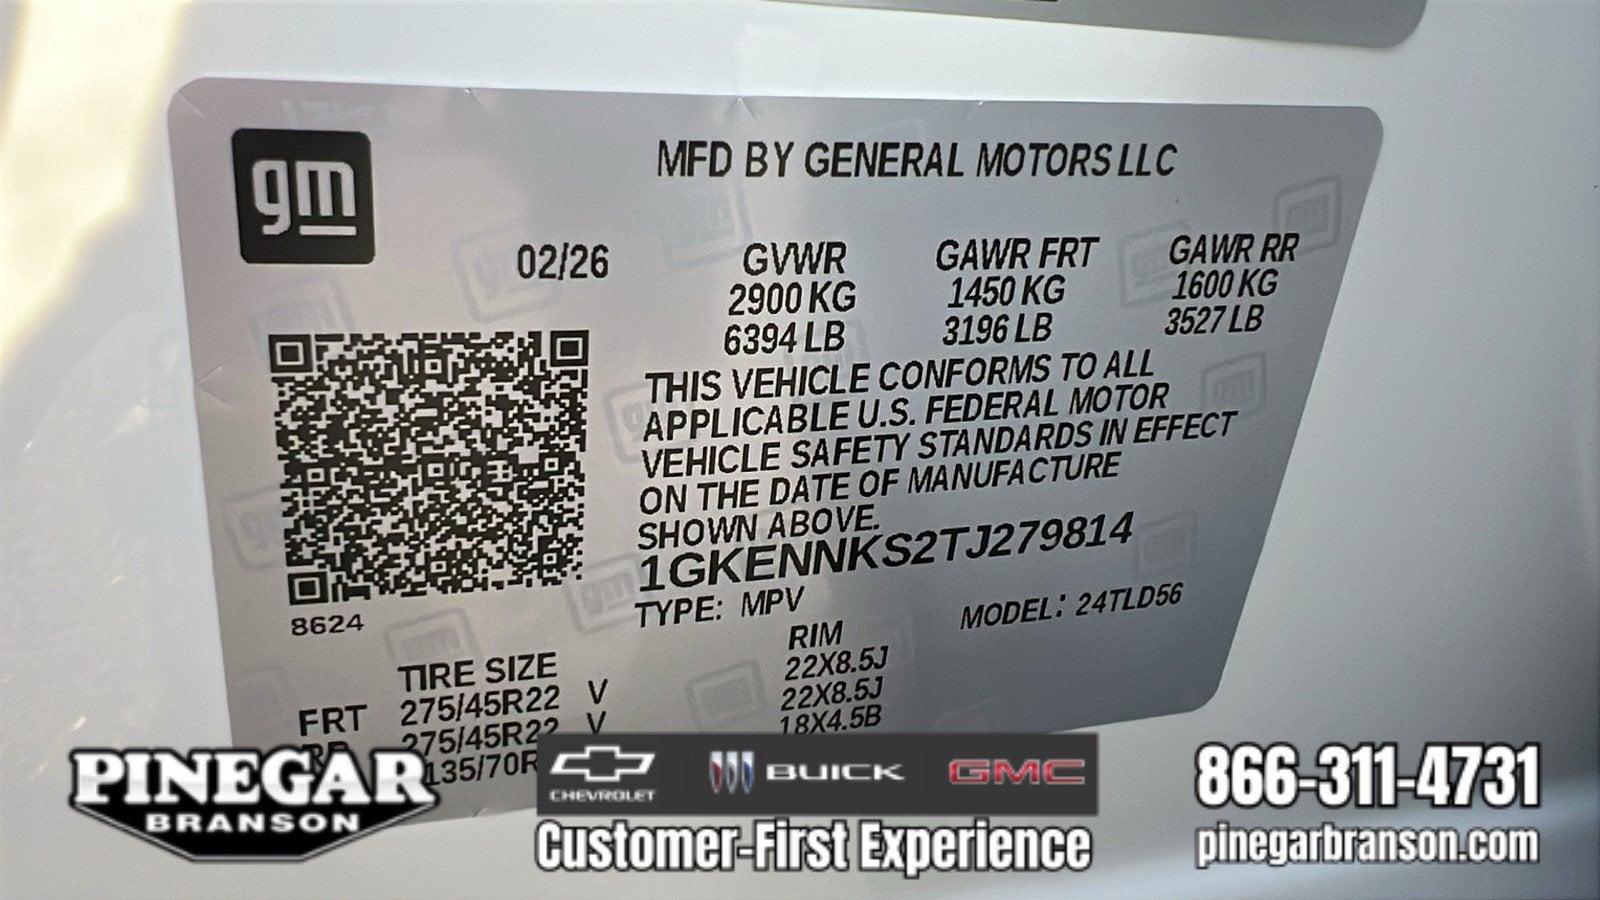 gm
MFD BY GENERAL MOTORS LLC
02/26
GVWR GAWR FRT GAWR RR
2900 KG 1450 KG 1600 KG
6394 LB 3196 LB 3527 LB
THIS VEHICLE CONFORMS TO ALL
APPLICABLE U.S. FEDERAL MOTOR
VEHICLE SAFETY STANDARDS IN EFFECT
ON THE DATE OF MANUFACTURE
SHOWN ABOVE.
1GKENNKS2TJ279814
TYPE: MPV MODEL: 24TLD56
8624
TIRE SIZE RIM
FRT 275/45R22 V 22X8.5J
RR 275/45R22 V 22X8.5J
135/70R 18X4.5B
PINEGAR
BRANSON
CHEVROLET
BUICK
GMC
Customer-First Experience
866-311-4731
pinegarbranson.com